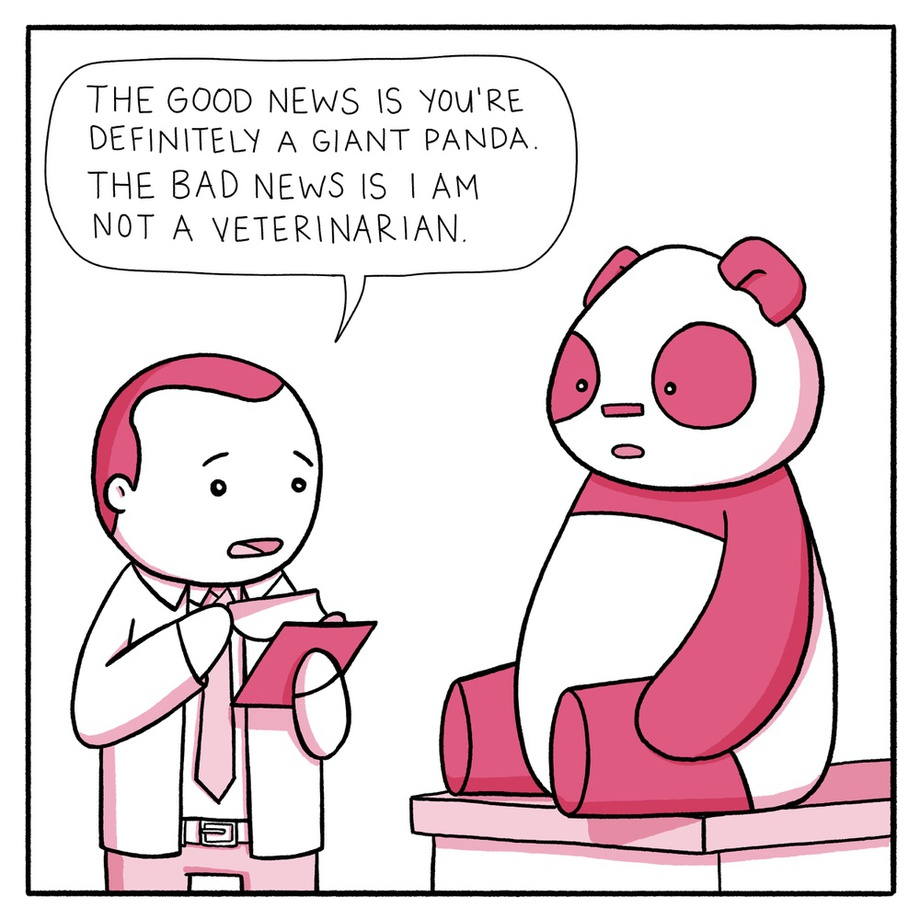 THE GOOD NEWS IS YOU'RE
DEFINITELY A GIANT PANDA.
THE BAD NEWS IS I AM
NOT A VETERINARIAN.